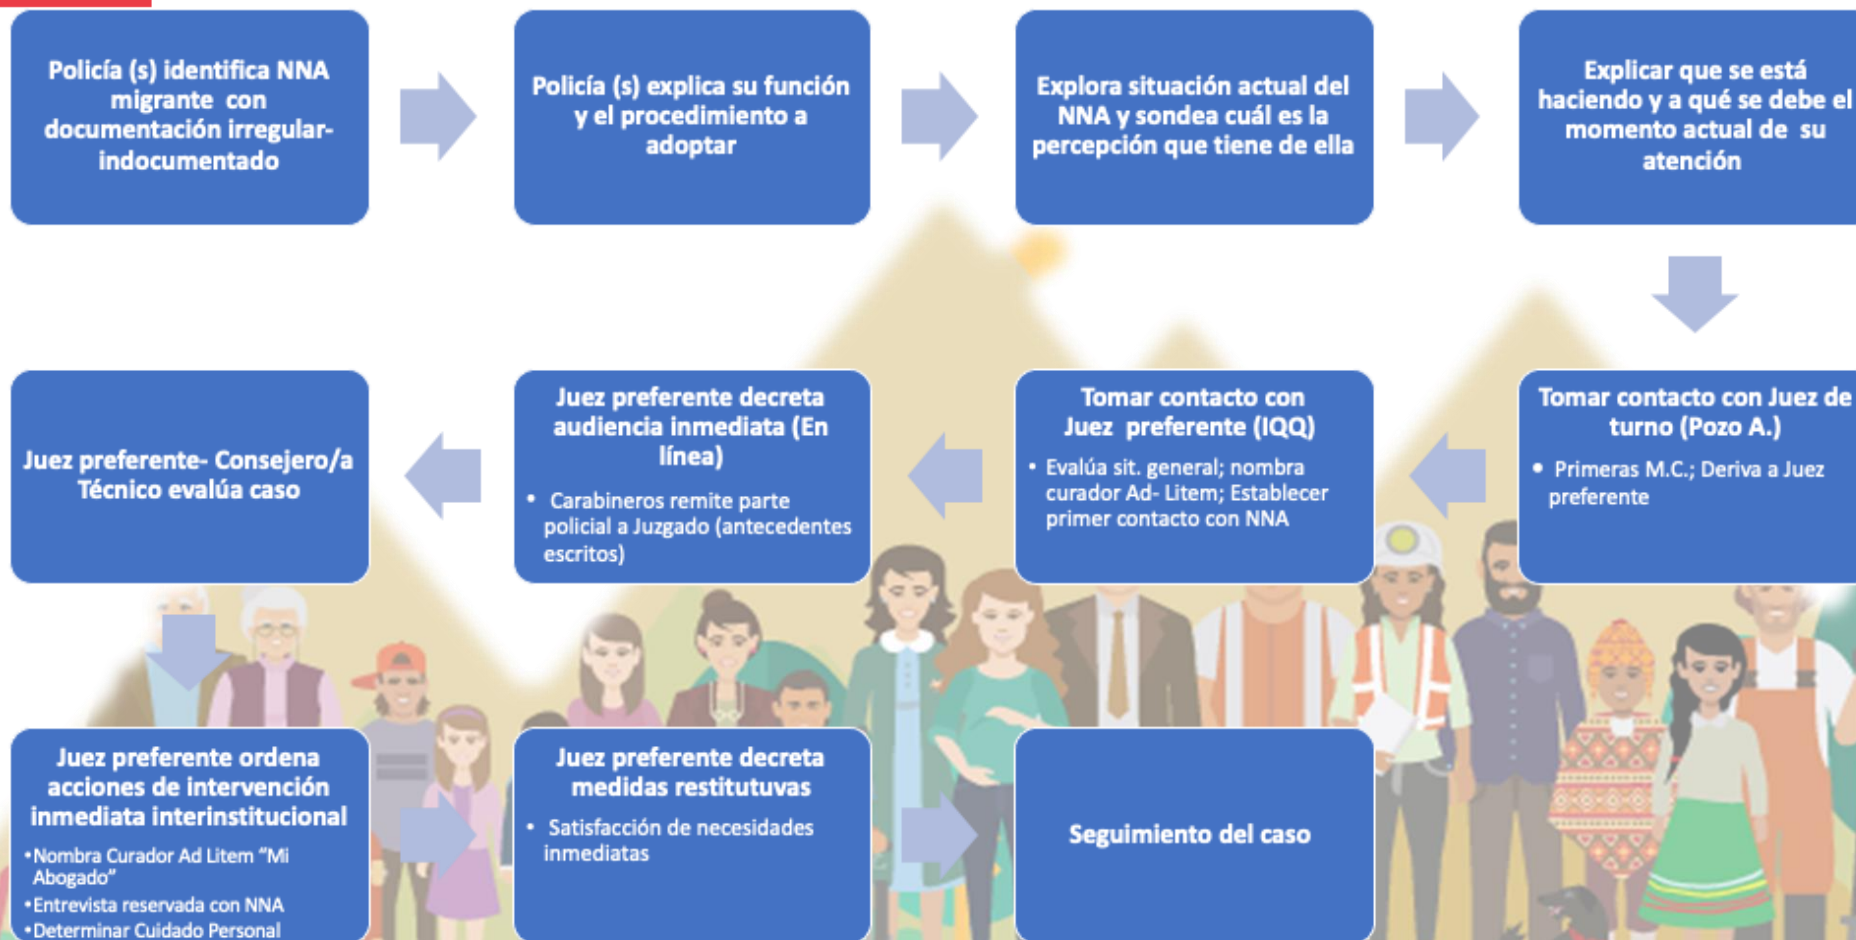 Policía (s) identifica NNA
migrante con
documentación irregular-
indocumentado
Policía (s) explica su función
y el procedimiento a
adoptar
Explora situación actual del
NNA y sondea cuál es la
percepción que tiene de ella
Explicar que se está
haciendo y a qué se debe el
momento actual de su
atención
Tomar contacto con Juez de
turno (Pozo A.)
• Primeras M.C.; Deriva a Juez
preferente
Tomar contacto con
Juez preferente (IQQ)
• Evalúa sit. general; nombra
curador Ad- Litem; Establecer
primer contacto con NNA
Juez preferente decreta
audiencia inmediata (En
línea)
• Carabineros remite parte
policial a Juzgado (antecedentes
escritos)
Juez preferente- Consejero/a
Técnico evalúa caso
Juez preferente ordena
acciones de intervención
inmediata interinstitucional
•Nombra Curador Ad Litem "Mi
Abogado"
•Entrevista reservada con NNA
•Determinar Cuidado Personal
Juez preferente decreta
medidas restitutuvas
• Satisfacción de necesidades
inmediatas
Seguimiento del caso